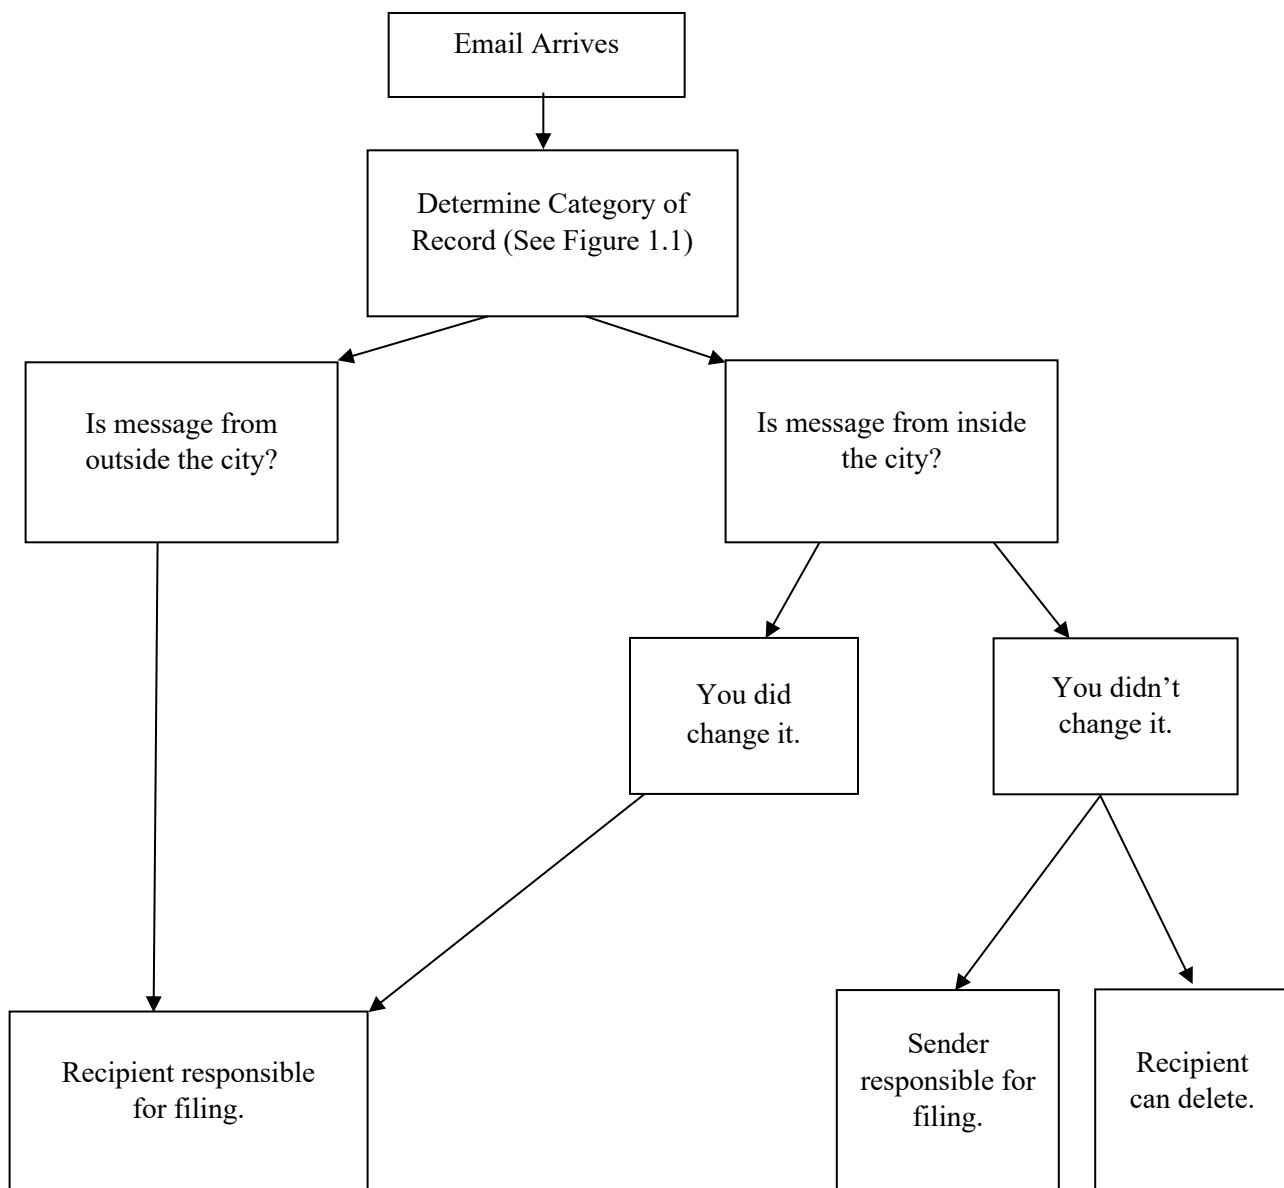 Email Arrives
Determine Category of
Record (See Figure 1.1)
Is message from
outside the city?
Is message from inside
the city?
You did
change it.
You didn’t
change it.
Recipient responsible
for filing.
Sender
responsible for
filing.
Recipient
can delete.